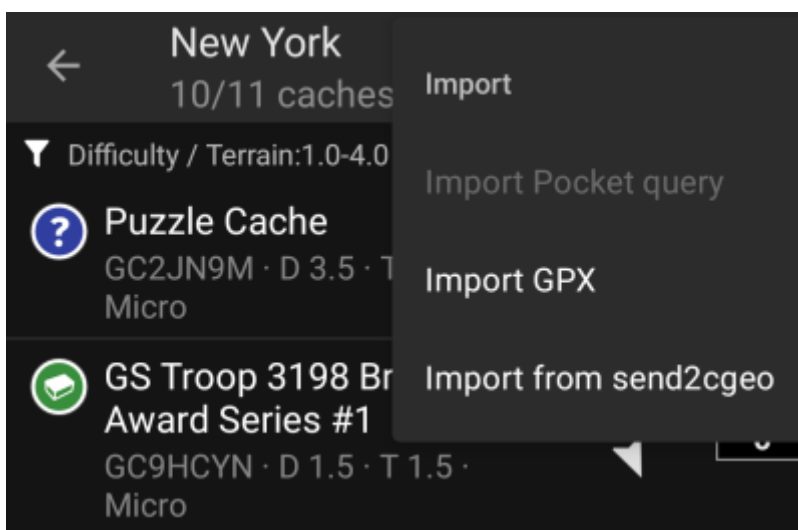 New York
10/11 caches
Difficulty / Terrain:1.0-4.0
Puzzle Cache
GC2JN9M · D 3.5 · T
Micro
GS Troop 3198 Br
Award Series #1
GC9HCYN · D 1.5 · T 1.5 ·
Micro
Import
Import Pocket query
Import GPX
Import from send2cgeo